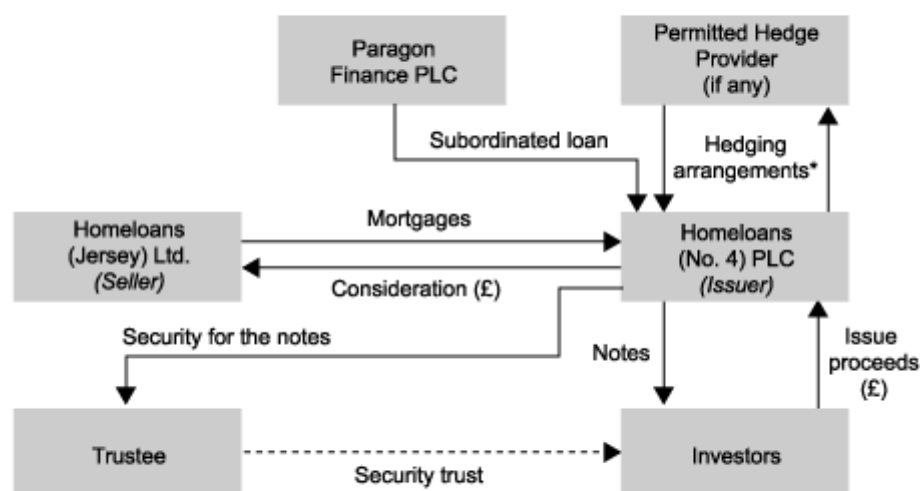 Paragon
Finance PLC
Permitted Hedge
Provider
(if any)
Subordinated loan
Hedging
arrangements*
Homeloans
(Jersey) Ltd.
(Seller)
Mortgages
Consideration (£)
Homeloans
(No. 4) PLC
(Issuer)
Security for the notes
Notes
Issue
proceeds
(£)
Trustee
Security trust
Investors